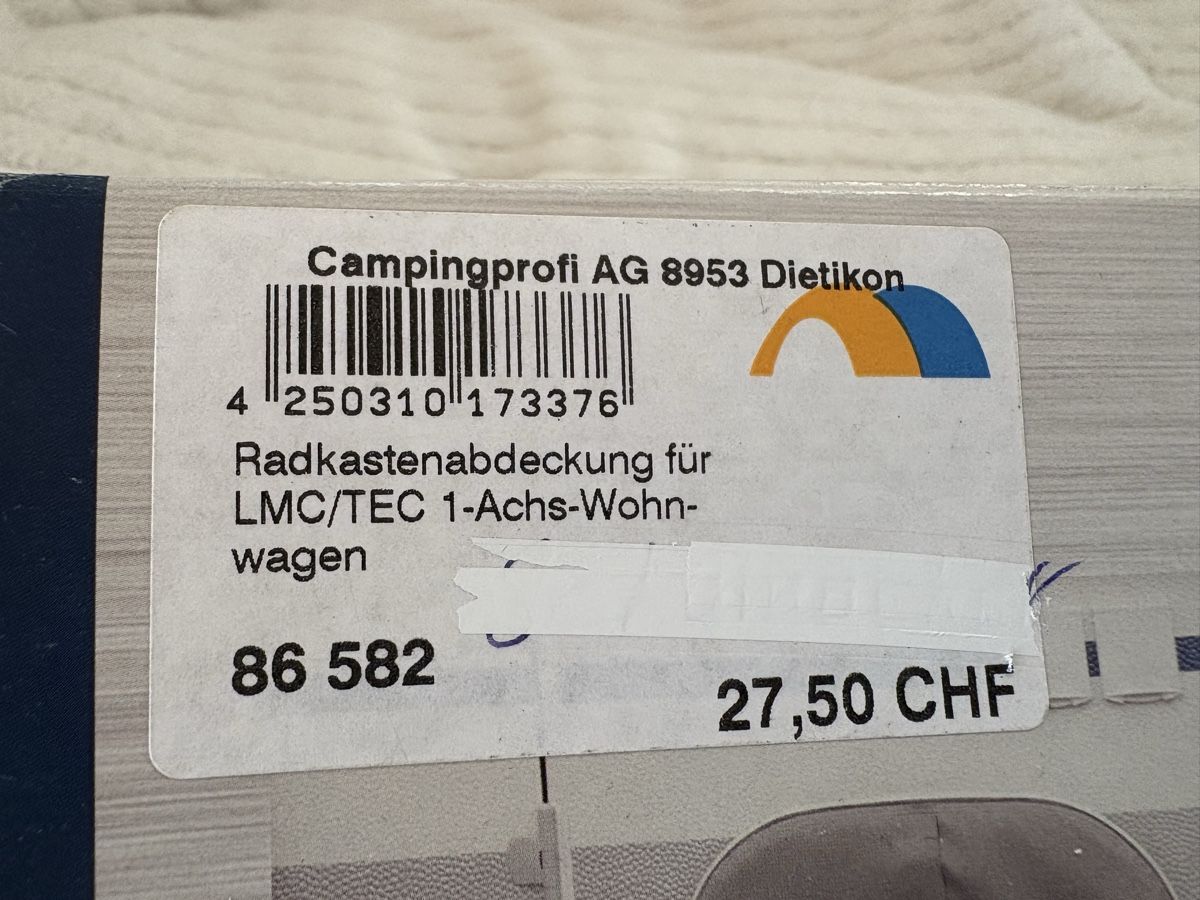 Campingprofi AG 8953 Dietikon
4 250310 173376
Radkastenabdeckung für
LMC/TEC 1-Achs-Wohn-
wagen
86 582
27,50 CHF